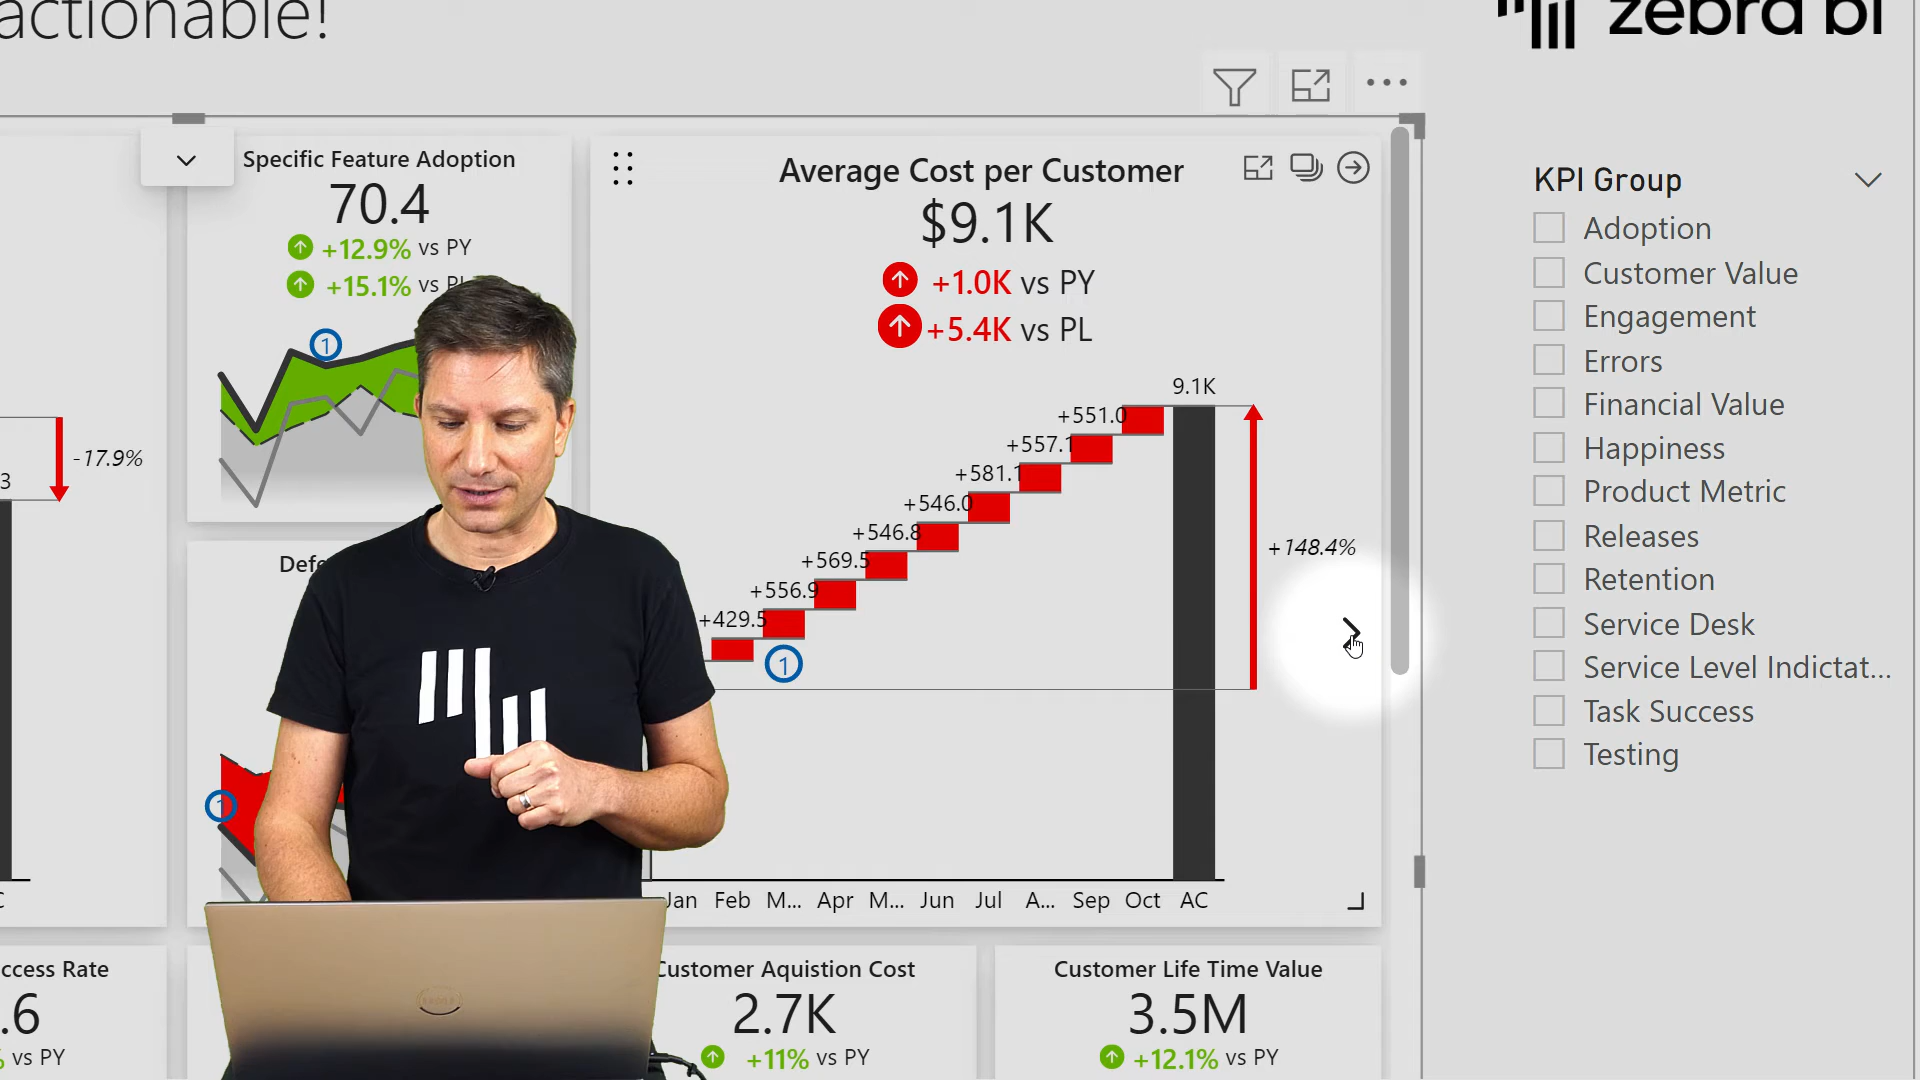 actionable!
zebra bi
Specific Feature Adoption
70.4
+12.9% vs PY
+15.1% vs PL
1
Average Cost per Customer
$9.1K
+1.0K vs PY
+5.4K vs PL
9.1K
+551.0
+557.1
+581.1
+546.0
+546.8
+569.5
+556.9
+429.5
1
+148.4%
Jan Feb M... Apr M... Jun Jul A... Sep Oct AC
-17.9%
3
Defe
1
C
ccess Rate
.6
% vs PY
Customer Aquistion Cost
2.7K
+11% vs PY
Customer Life Time Value
3.5M
+12.1% vs PY
KPI Group
Adoption
Customer Value
Engagement
Errors
Financial Value
Happiness
Product Metric
Releases
Retention
Service Desk
Service Level Indictat...
Task Success
Testing